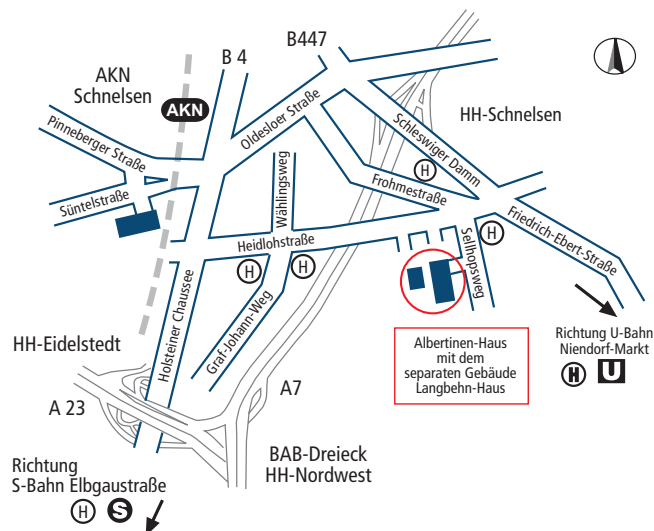 B447
B 4
AKN
Schnelsen
AKN
Oldesloer Straße
HH-Schnelsen
Pinneberger Straße
Schleswiger Damm
H
Wählingsweg
Frohmestraße
Süntelstraße
Friedrich-Ebert-Straße
H
Heidlohstraße
Sellhopsweg
H
H
Holsteiner Chaussee
Graf-Johann-Weg
HH-Eidelstedt
Albertinen-Haus
mit dem
separaten Gebäude
Langbehn-Haus
Richtung U-Bahn
Niendorf-Markt
H U
A7
A 23
BAB-Dreieck
HH-Nordwest
Richtung
S-Bahn Elbgaustraße
H S